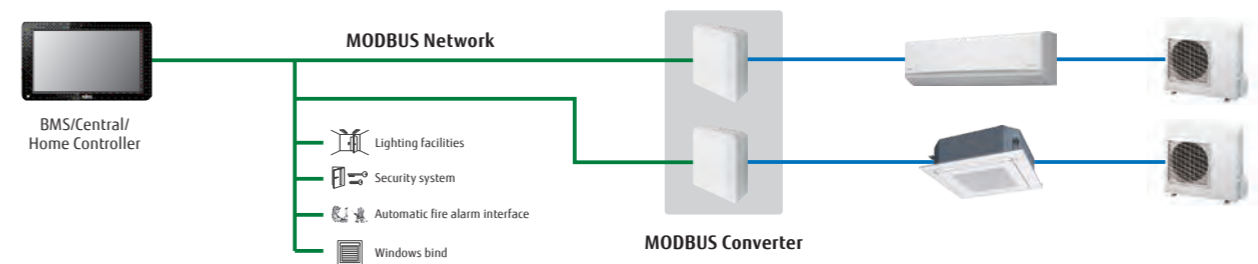 MODBUS Network
BMS/Central/
Home Controller
Lighting facilities
Security system
Automatic fire alarm interface
Windows bind
MODBUS Converter